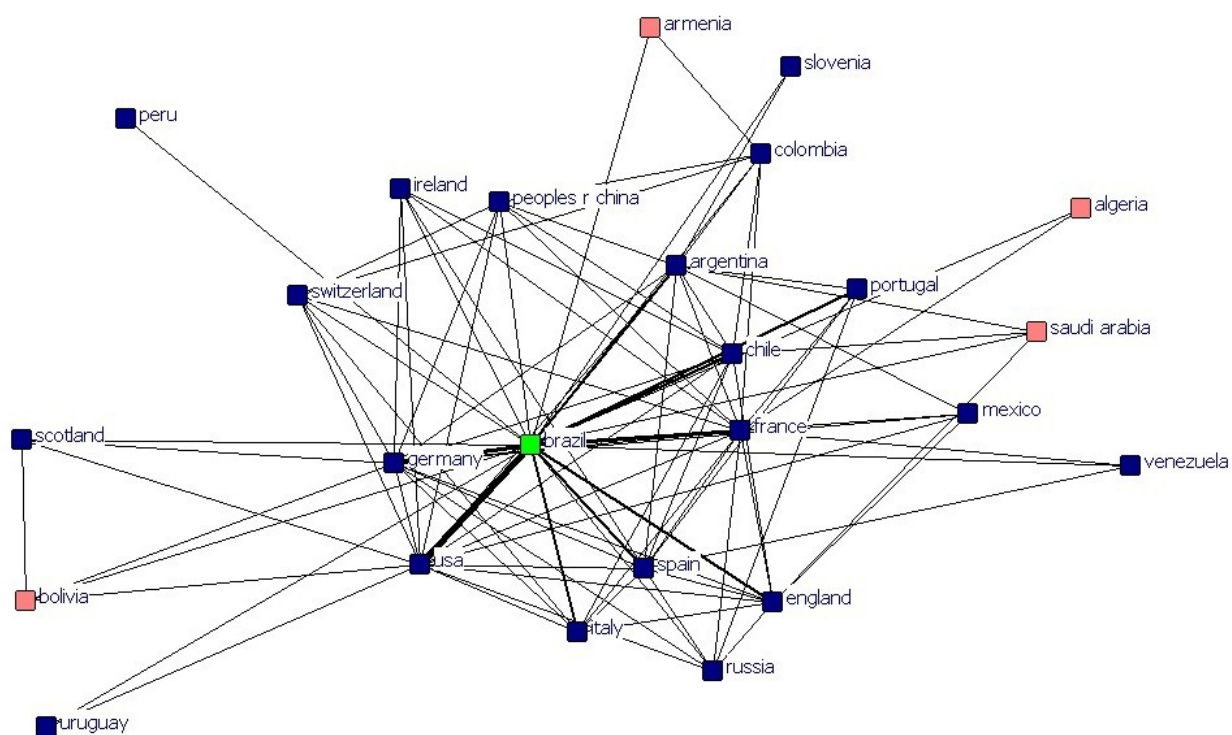 armenia
slovenia
peru
colombia
ireland
peoples r china
algeria
argentina
switzerland
portugal
saudi arabia
chile
mexico
france
scotland
brazil
germany
venezuela
usa
spain
bolivia
england
italy
russia
uruguay